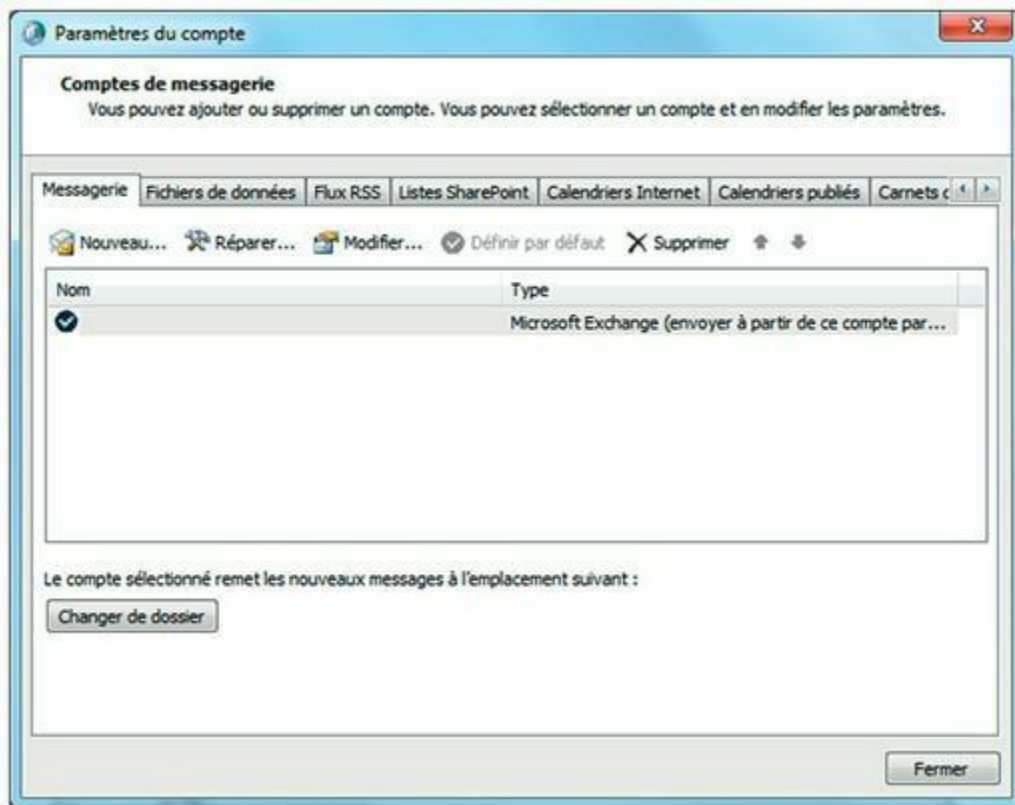 Paramètres du compte
Comptes de messagerie
Vous pouvez ajouter ou supprimer un compte. Vous pouvez sélectionner un compte et en modifier les paramètres.
Messagerie Fichiers de données Flux RSS Listes SharePoint Calendriers Internet Calendriers publiés Carnets
Nouveau... Réparer... Modifier... Définir par défaut Supprimer
Nom Type
Microsoft Exchange (envoyer à partir de ce compte par...
Le compte sélectionné remet les nouveaux messages à l'emplacement suivant :
Changer de dossier
Fermer